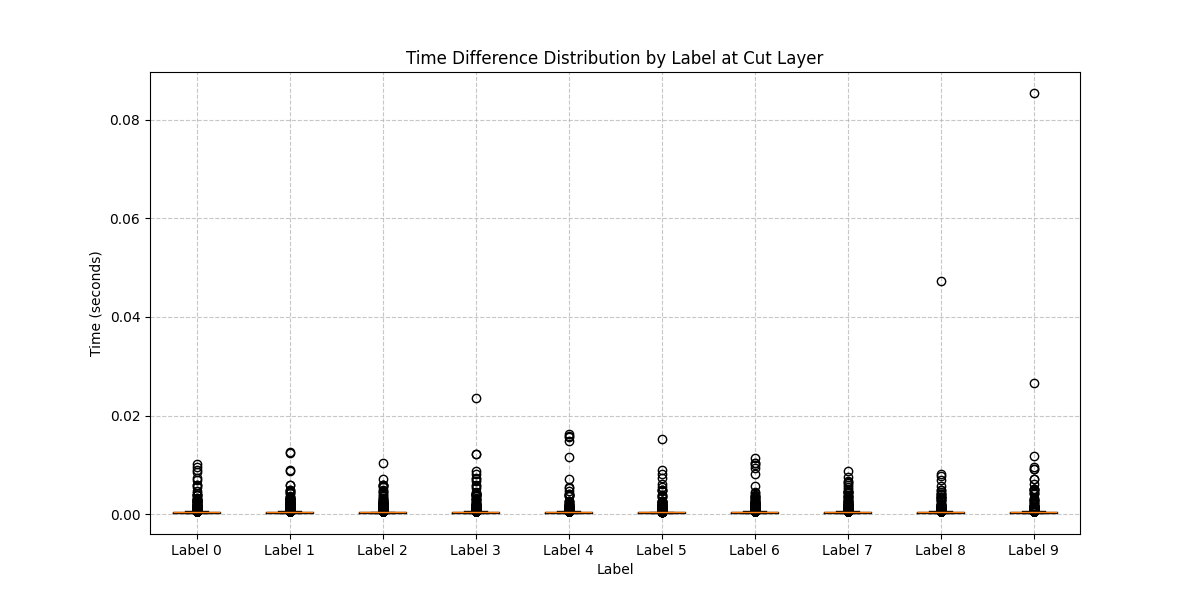 Time Difference Distribution by Label at Cut Layer
0.08
0.06
0.04
0.02
0.00
Time (seconds)
Label 0 Label 1 Label 2 Label 3 Label 4 Label 5 Label 6 Label 7 Label 8 Label 9
Label